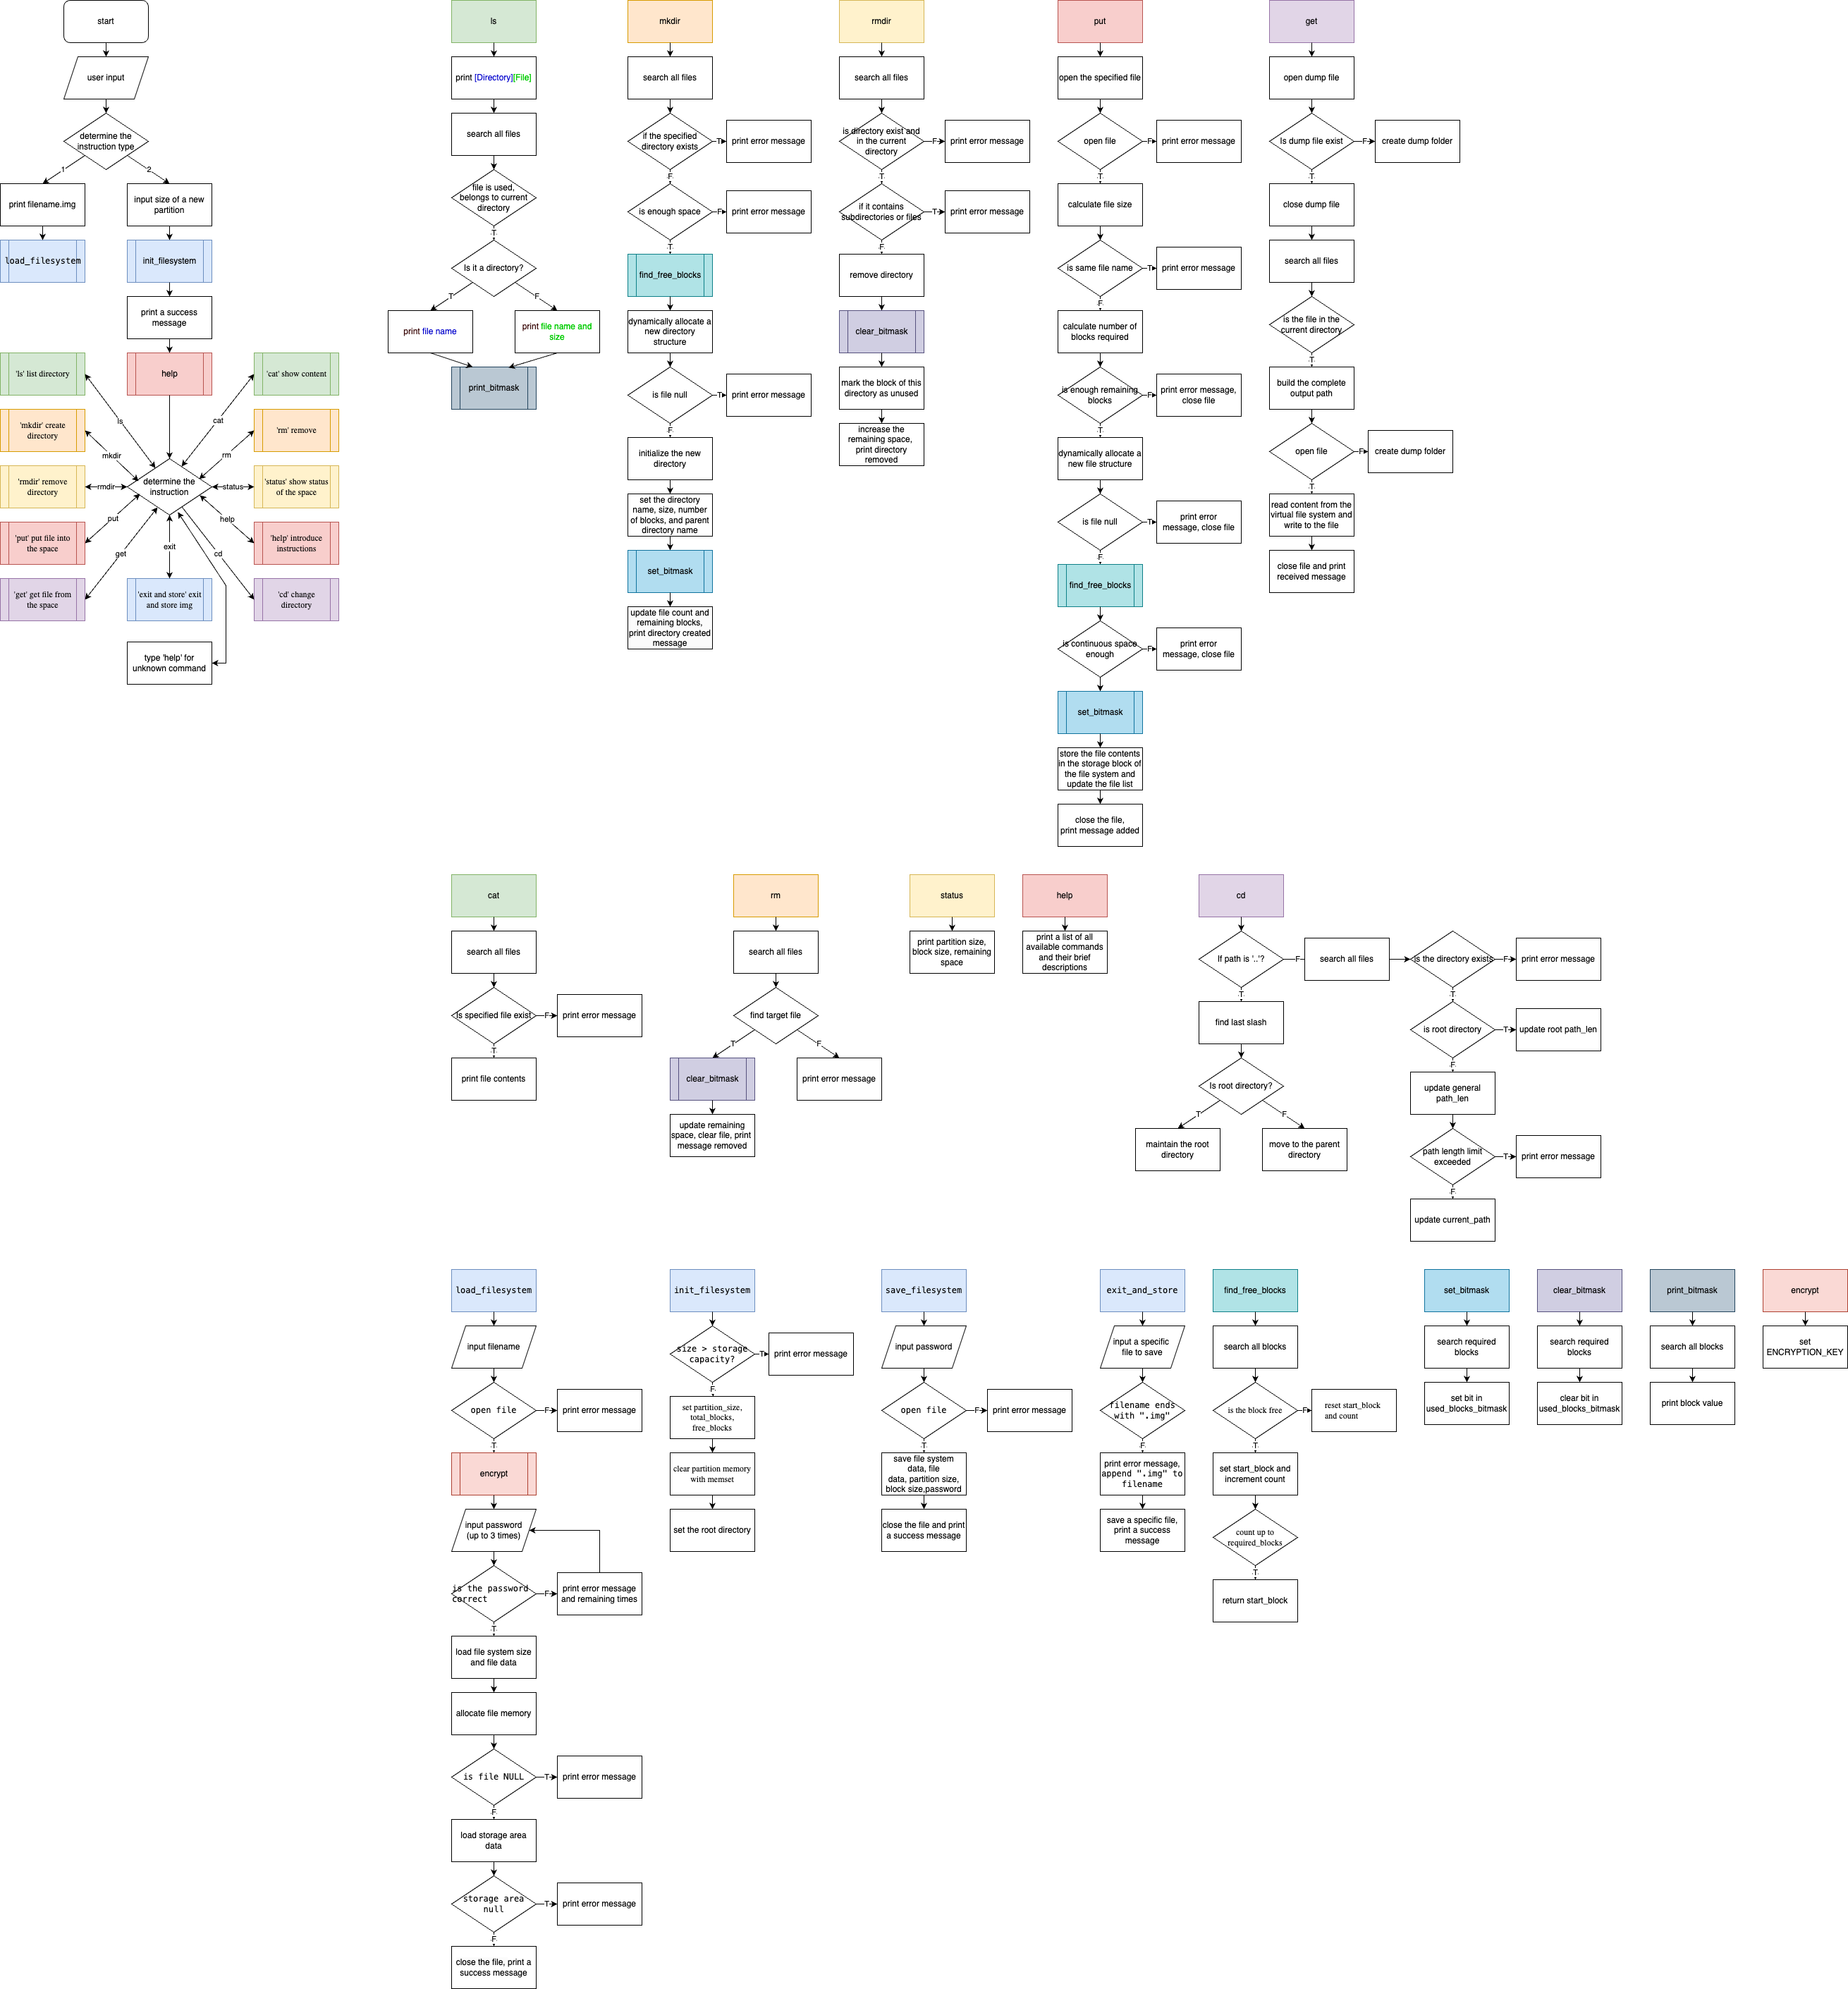 start
user input
determine the
instruction type
1
2
print filename.img
input size of a new
partition
load_filesystem
init_filesystem
print a success
message
'ls' list directory
help
'cat' show content
ls
cat
'mkdir' create
directory
'rm' remove
mkdir
rm
'rmdir' remove
directory
rmdir
determine the
instruction
status
'status' show status
of the space
put
help
'put' put file into
the space
'help' introduce
instructions
get
exit
cd
'get' get file from
the space
'exit and store' exit
and store img
'cd' change
directory
type 'help' for
unknown command
ls
print [Directory][File]
search all files
file is used,
belongs to current
directory
T
Is it a directory?
T
F
print file name
print file name and
size
print_bitmask
mkdir
search all files
if the specified
directory exists
T
print error message
F
is enough space
F
print error message
T
find_free_blocks
dynamically allocate a
new directory
structure
is file null
T
print error message
F
initialize the new
directory
set the directory
name, size, number
of blocks, and parent
directory name
set_bitmask
update file count and
remaining blocks,
print directory created
message
rmdir
search all files
is directory exist and
in the current
directory
F
print error message
T
if it contains
subdirectories or files
T
print error message
F
remove directory
clear_bitmask
mark the block of this
directory as unused
increase the
remaining space,
print directory
removed
put
open the specified file
open file
F
print error message
T
calculate file size
is same file name
T
print error message
F
calculate number of
blocks required
is enough remaining
blocks
F
print error message,
close file
T
dynamically allocate a
new file structure
is file null
T
print error
message, close file
F
find_free_blocks
is continuous space
enough
F
print error
message, close file
T
set_bitmask
store the file contents
in the storage block of
the file system and
update the file list
close the file,
print message added
get
open dump file
Is dump file exist
F
create dump folder
T
close dump file
search all files
is the file in the
current directory
T
build the complete
output path
open file
F
create dump folder
T
read content from the
virtual file system and
write to the file
close file and print
received message
cat
search all files
Is specified file exist
F
print error message
T
print file contents
rm
search all files
find target file
T
F
clear_bitmask
print error message
update remaining
space, clear file, print
message removed
status
print partition size,
block size, remaining
space
help
print a list of all
available commands
and their brief
descriptions
cd
If path is '..'?
F
search all files
is the directory exists
F
print error message
T
T
find last slash
is root directory
T
update root path_len
F
Is root directory?
update general
path_len
T
F
maintain the root
directory
move to the parent
directory
path length limit
exceeded
T
print error message
F
update current_path
load_filesystem
input filename
open file
F
print error message
T
encrypt
input password
(up to 3 times)
is the password
correct
F
print error message
and remaining times
T
load file system size
and file data
allocate file memory
is file NULL
T
print error message
F
load storage area
data
storage area
null
T
print error message
F
close the file, print a
success message
init_filesystem
size > storage
capacity?
T
print error message
F
set partition_size,
total_blocks,
free_blocks
clear partition memory
with memset
set the root directory
save_filesystem
input password
open file
F
print error message
T
save file system
data, file
data, partition size,
block size,password
close the file and print
a success message
exit_and_store
input a specific
file to save
filename ends
with ".img"
F
print error message,
append ".img" to
filename
save a specific file,
print a success
message
find_free_blocks
search all blocks
is the block free
F
reset start_block
and count
T
set start_block and
increment count
count up to
required_blocks
T
return start_block
set_bitmask
search required
blocks
set bit in
used_blocks_bitmask
clear_bitmask
search required
blocks
clear bit in
used_blocks_bitmask
print_bitmask
search all blocks
print block value
encrypt
set
ENCRYPTION_KEY